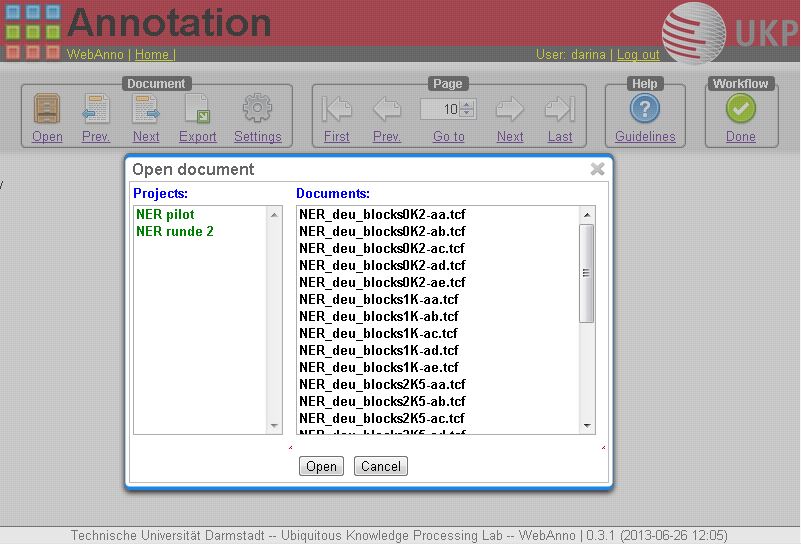 Annotation
UKP
WebAnno | Home |
User: darina | Log out
Document
Page
Help
Workflow
10
Open Prev. Next Export Settings
First Prev. Go to Next Last
Guidelines
Done
Open document
Projects:
Documents:
NER pilot
NER runde 2
NER_deu_blocks0K2-aa.tcf
NER_deu_blocks0K2-ab.tcf
NER_deu_blocks0K2-ac.tcf
NER_deu_blocks0K2-ad.tcf
NER_deu_blocks0K2-ae.tcf
NER_deu_blocks1K-aa.tcf
NER_deu_blocks1K-ab.tcf
NER_deu_blocks1K-ac.tcf
NER_deu_blocks1K-ad.tcf
NER_deu_blocks1K-ae.tcf
NER_deu_blocks2K5-aa.tcf
NER_deu_blocks2K5-ab.tcf
NER_deu_blocks2K5-ac.tcf
NER_deu_blocks2K5-ad.tcf
Open Cancel
Technische Universität Darmstadt -- Ubiquitous Knowledge Processing Lab -- WebAnno | 0.3.1 (2013-06-26 12:05)